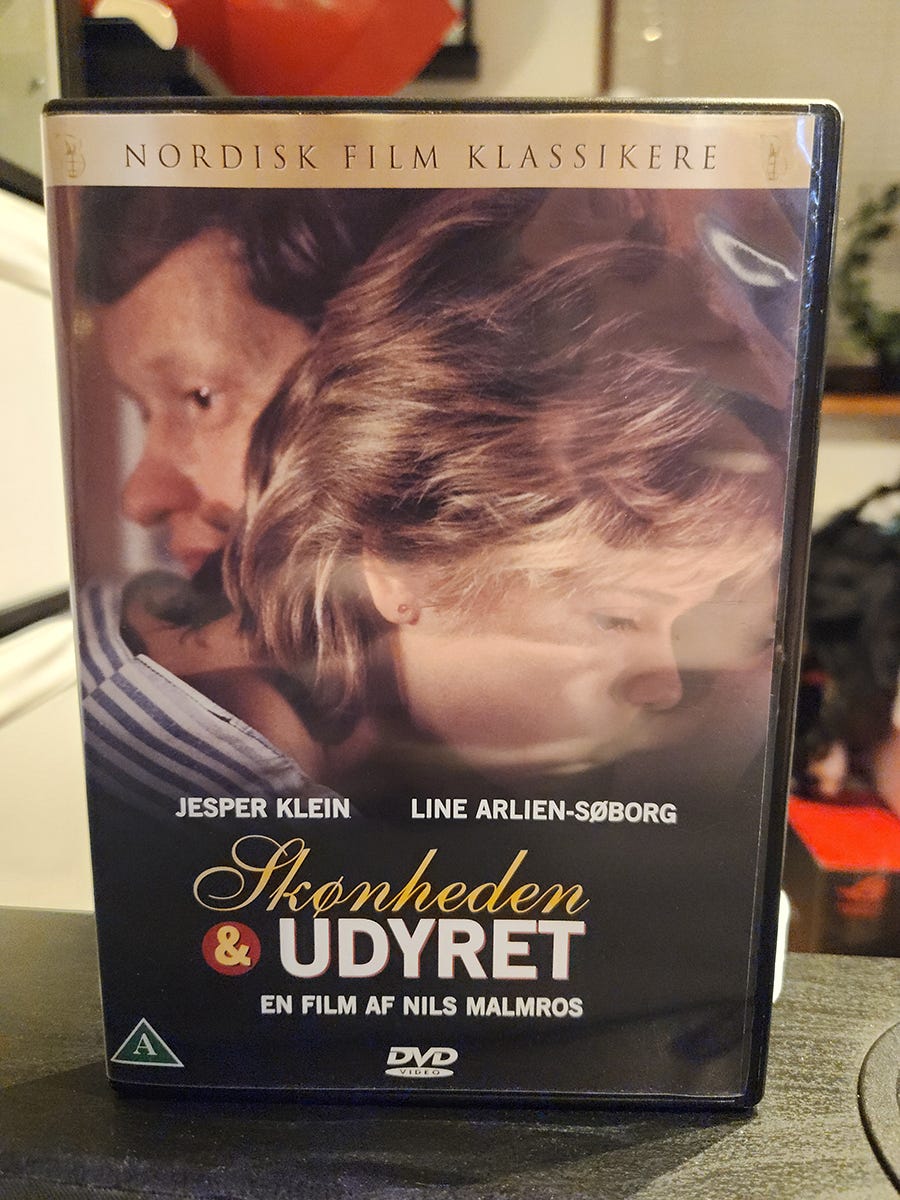 NORDISK FILM KLASSIKERE
JESPER KLEIN LINE ARLIEN-SØBORG
Skønheden
& UDYRET
EN FILM AF NILS MALMROS
A
DVD
VIDEO